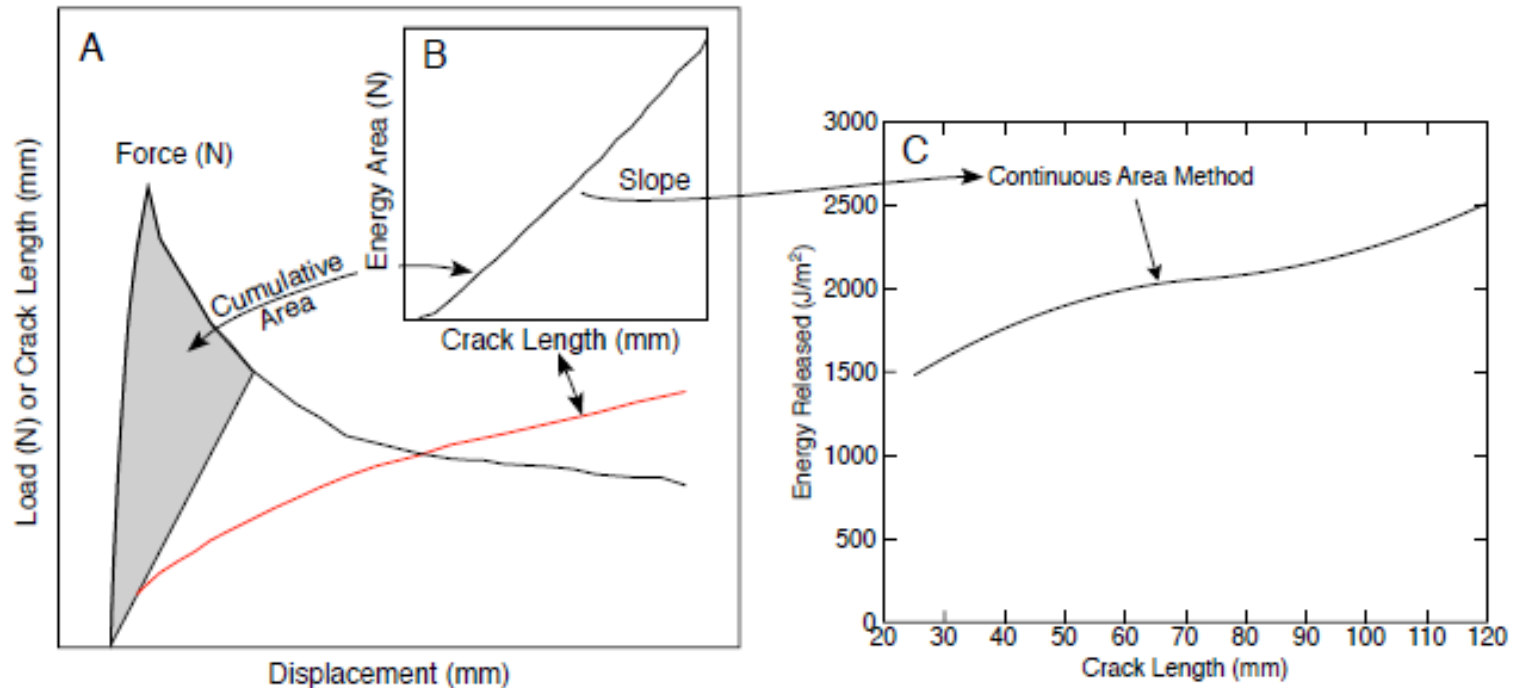 A
Load (N) or Crack Length (mm)
Force (N)
Cumulative
Area
Displacement (mm)
B
Energy Area (N)
Slope
Crack Length (mm)
C
Continuous Area Method
Energy Released (J/m²)
3000
2500
2000
1500
1000
500
0
20 30 40 50 60 70 80 90 100 110 120
Crack Length (mm)